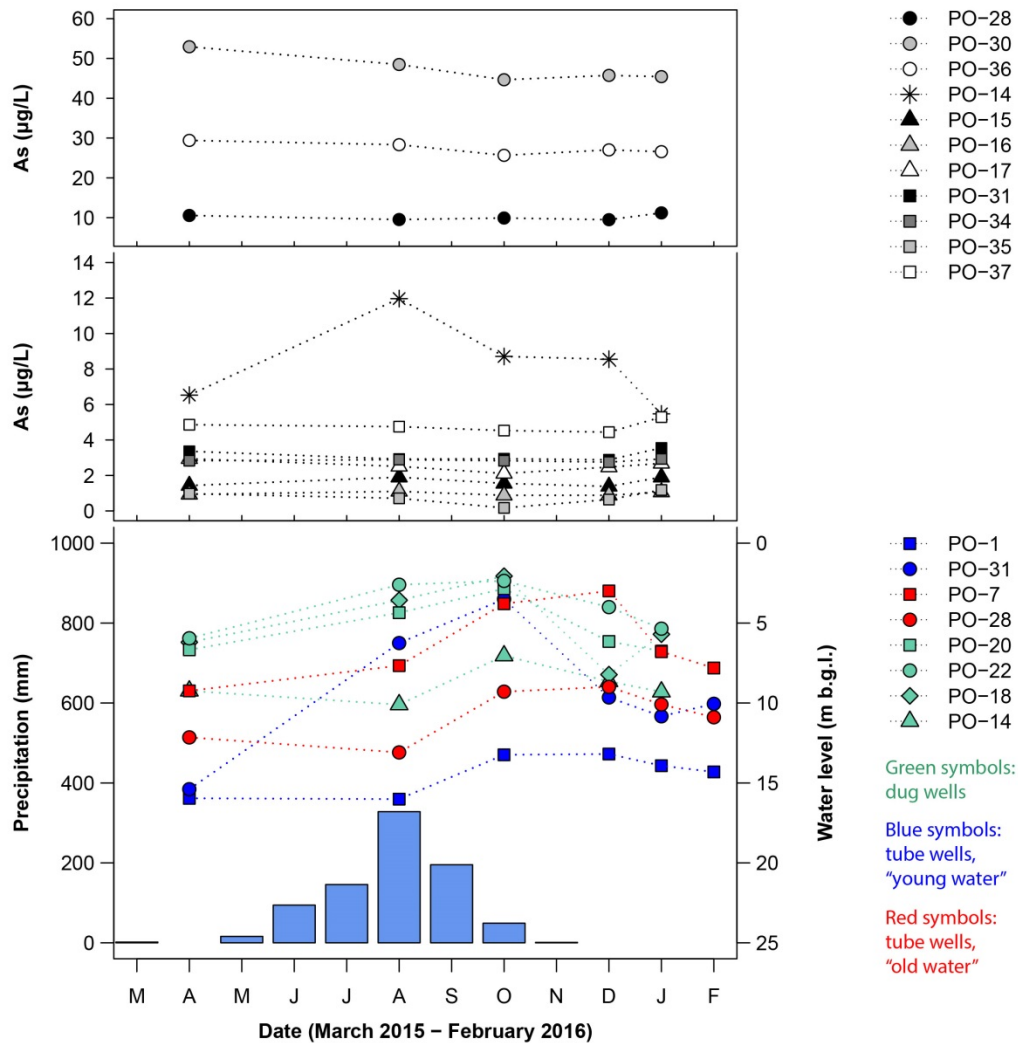 60
50
40
30
20
10
As (µg/L)
PO−28
PO−30
PO−36
PO−14
PO−15
PO−16
PO−17
PO−31
PO−34
PO−35
PO−37
14
12
10
8
6
4
2
0
As (µg/L)
1000
800
600
400
200
0
Precipitation (mm)
0
5
10
15
20
25
Water level (m b.g.l.)
PO−1
PO−31
PO−7
PO−28
PO−20
PO−22
PO−18
PO−14
Green symbols:
dug wells
Blue symbols:
tube wells,
“young water”
Red symbols:
tube wells,
“old water”
M A M J J A S O N D J F
Date (March 2015 − February 2016)